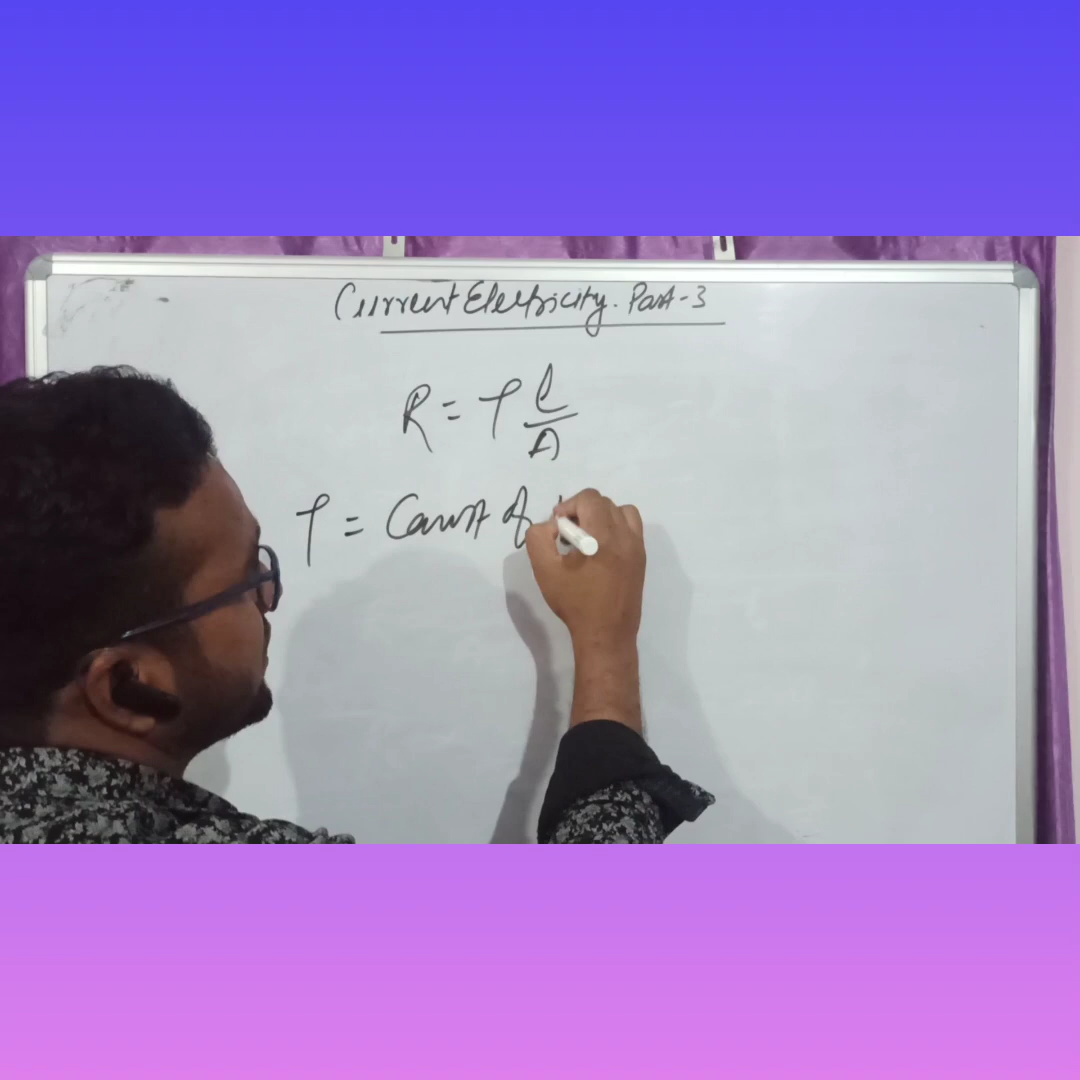 Current Electricity. Part-3
R = ρ l/A
ρ = Const of